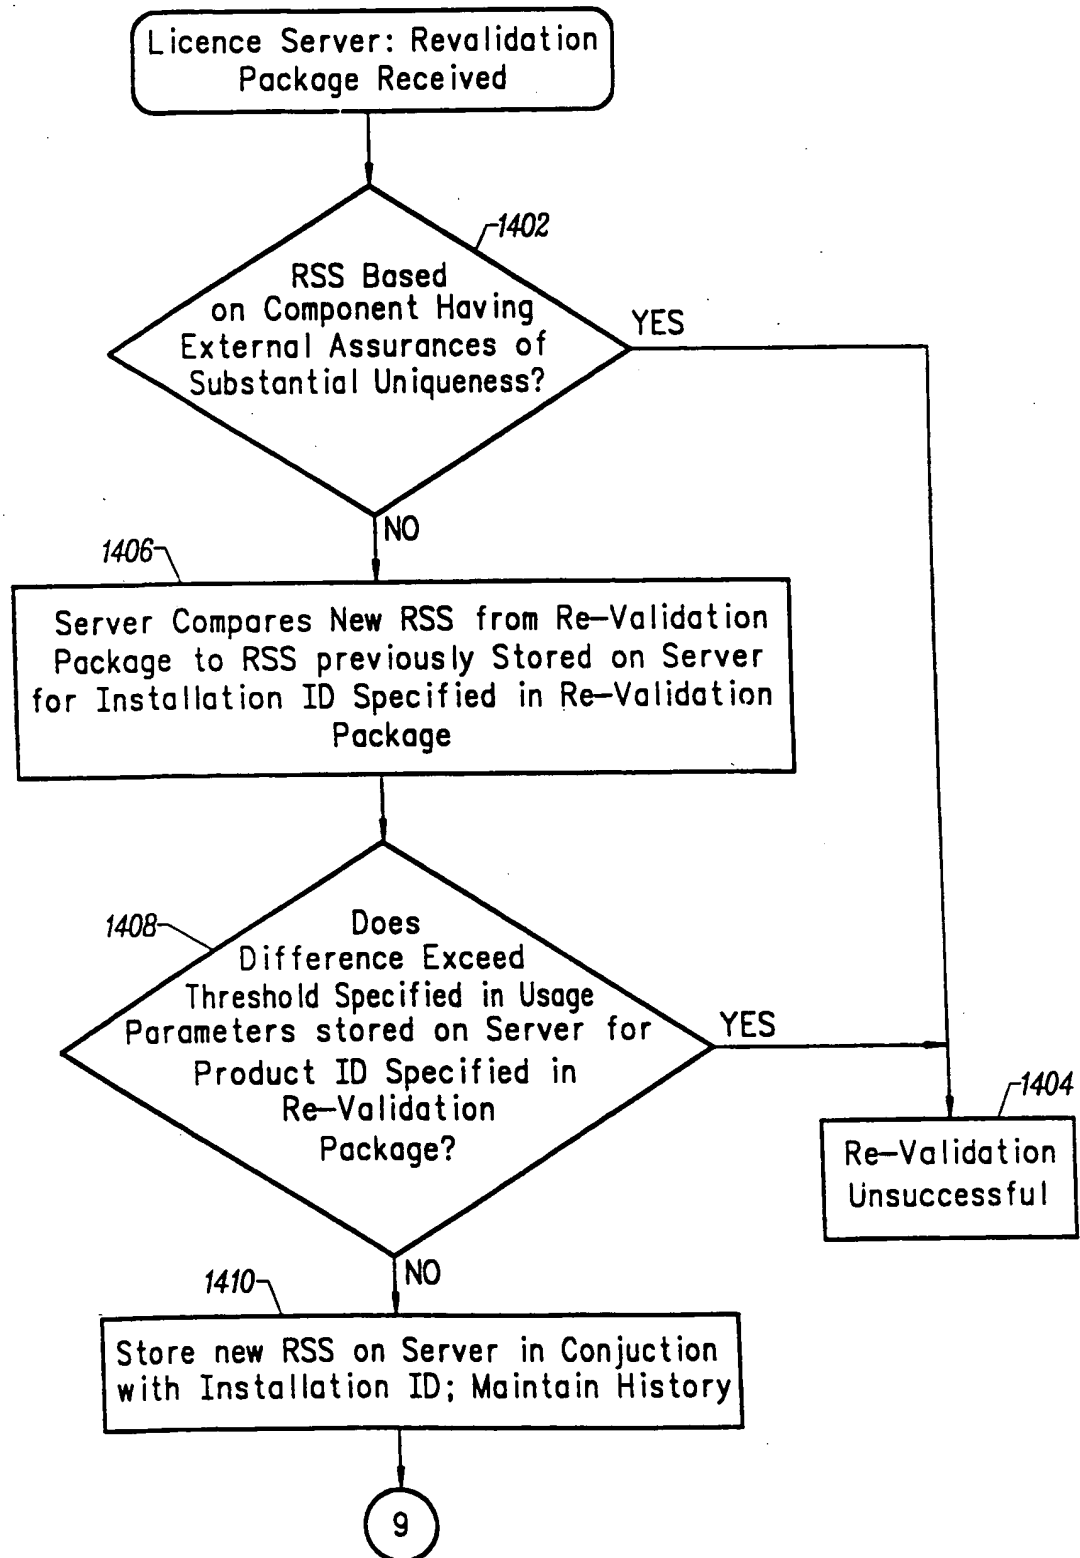 Licence Server: Revalidation
Package Received
1402
RSS Based
on Component Having
External Assurances of
Substantial Uniqueness?
YES
NO
1406
Server Compares New RSS from Re-Validation
Package to RSS previously Stored on Server
for Installation ID Specified in Re-Validation
Package
1408
Does
Difference Exceed
Threshold Specified in Usage
Parameters stored on Server for
Product ID Specified in
Re-Validation
Package?
YES
1404
Re-Validation
Unsuccessful
NO
1410
Store new RSS on Server in Conjuction
with Installation ID; Maintain History
9